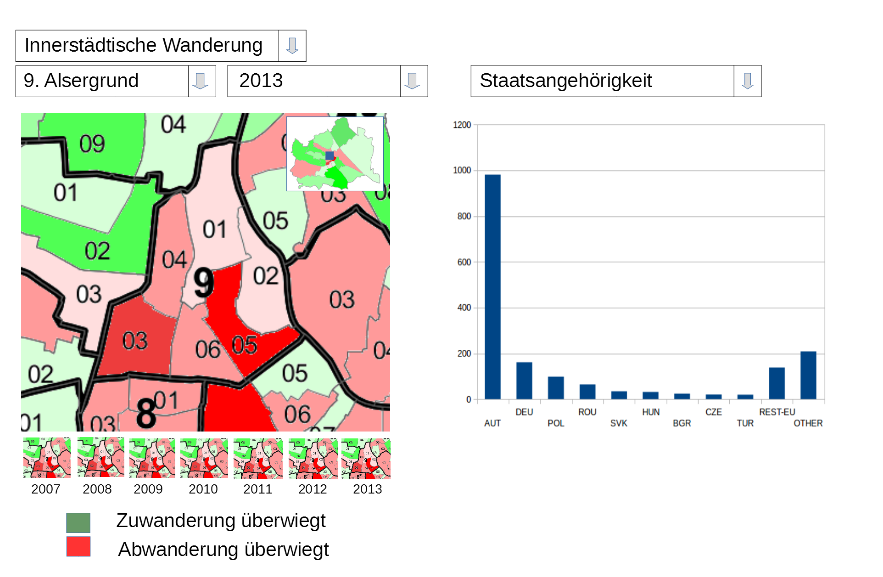 Innerstädtische Wanderung
9. Alsergrund
2013
Staatsangehörigkeit
09
04
01
03
08
05
01
02
04
02
03
9
03
03
06
05
04
02
05
01
03
8
01
06
07
2007
2008
2009
2010
2011
2012
2013
Zuwanderung überwiegt
Abwanderung überwiegt
1200
1000
800
600
400
200
0
AUT
DEU
POL
ROU
SVK
HUN
BGR
CZE
TUR
REST-EU
OTHER